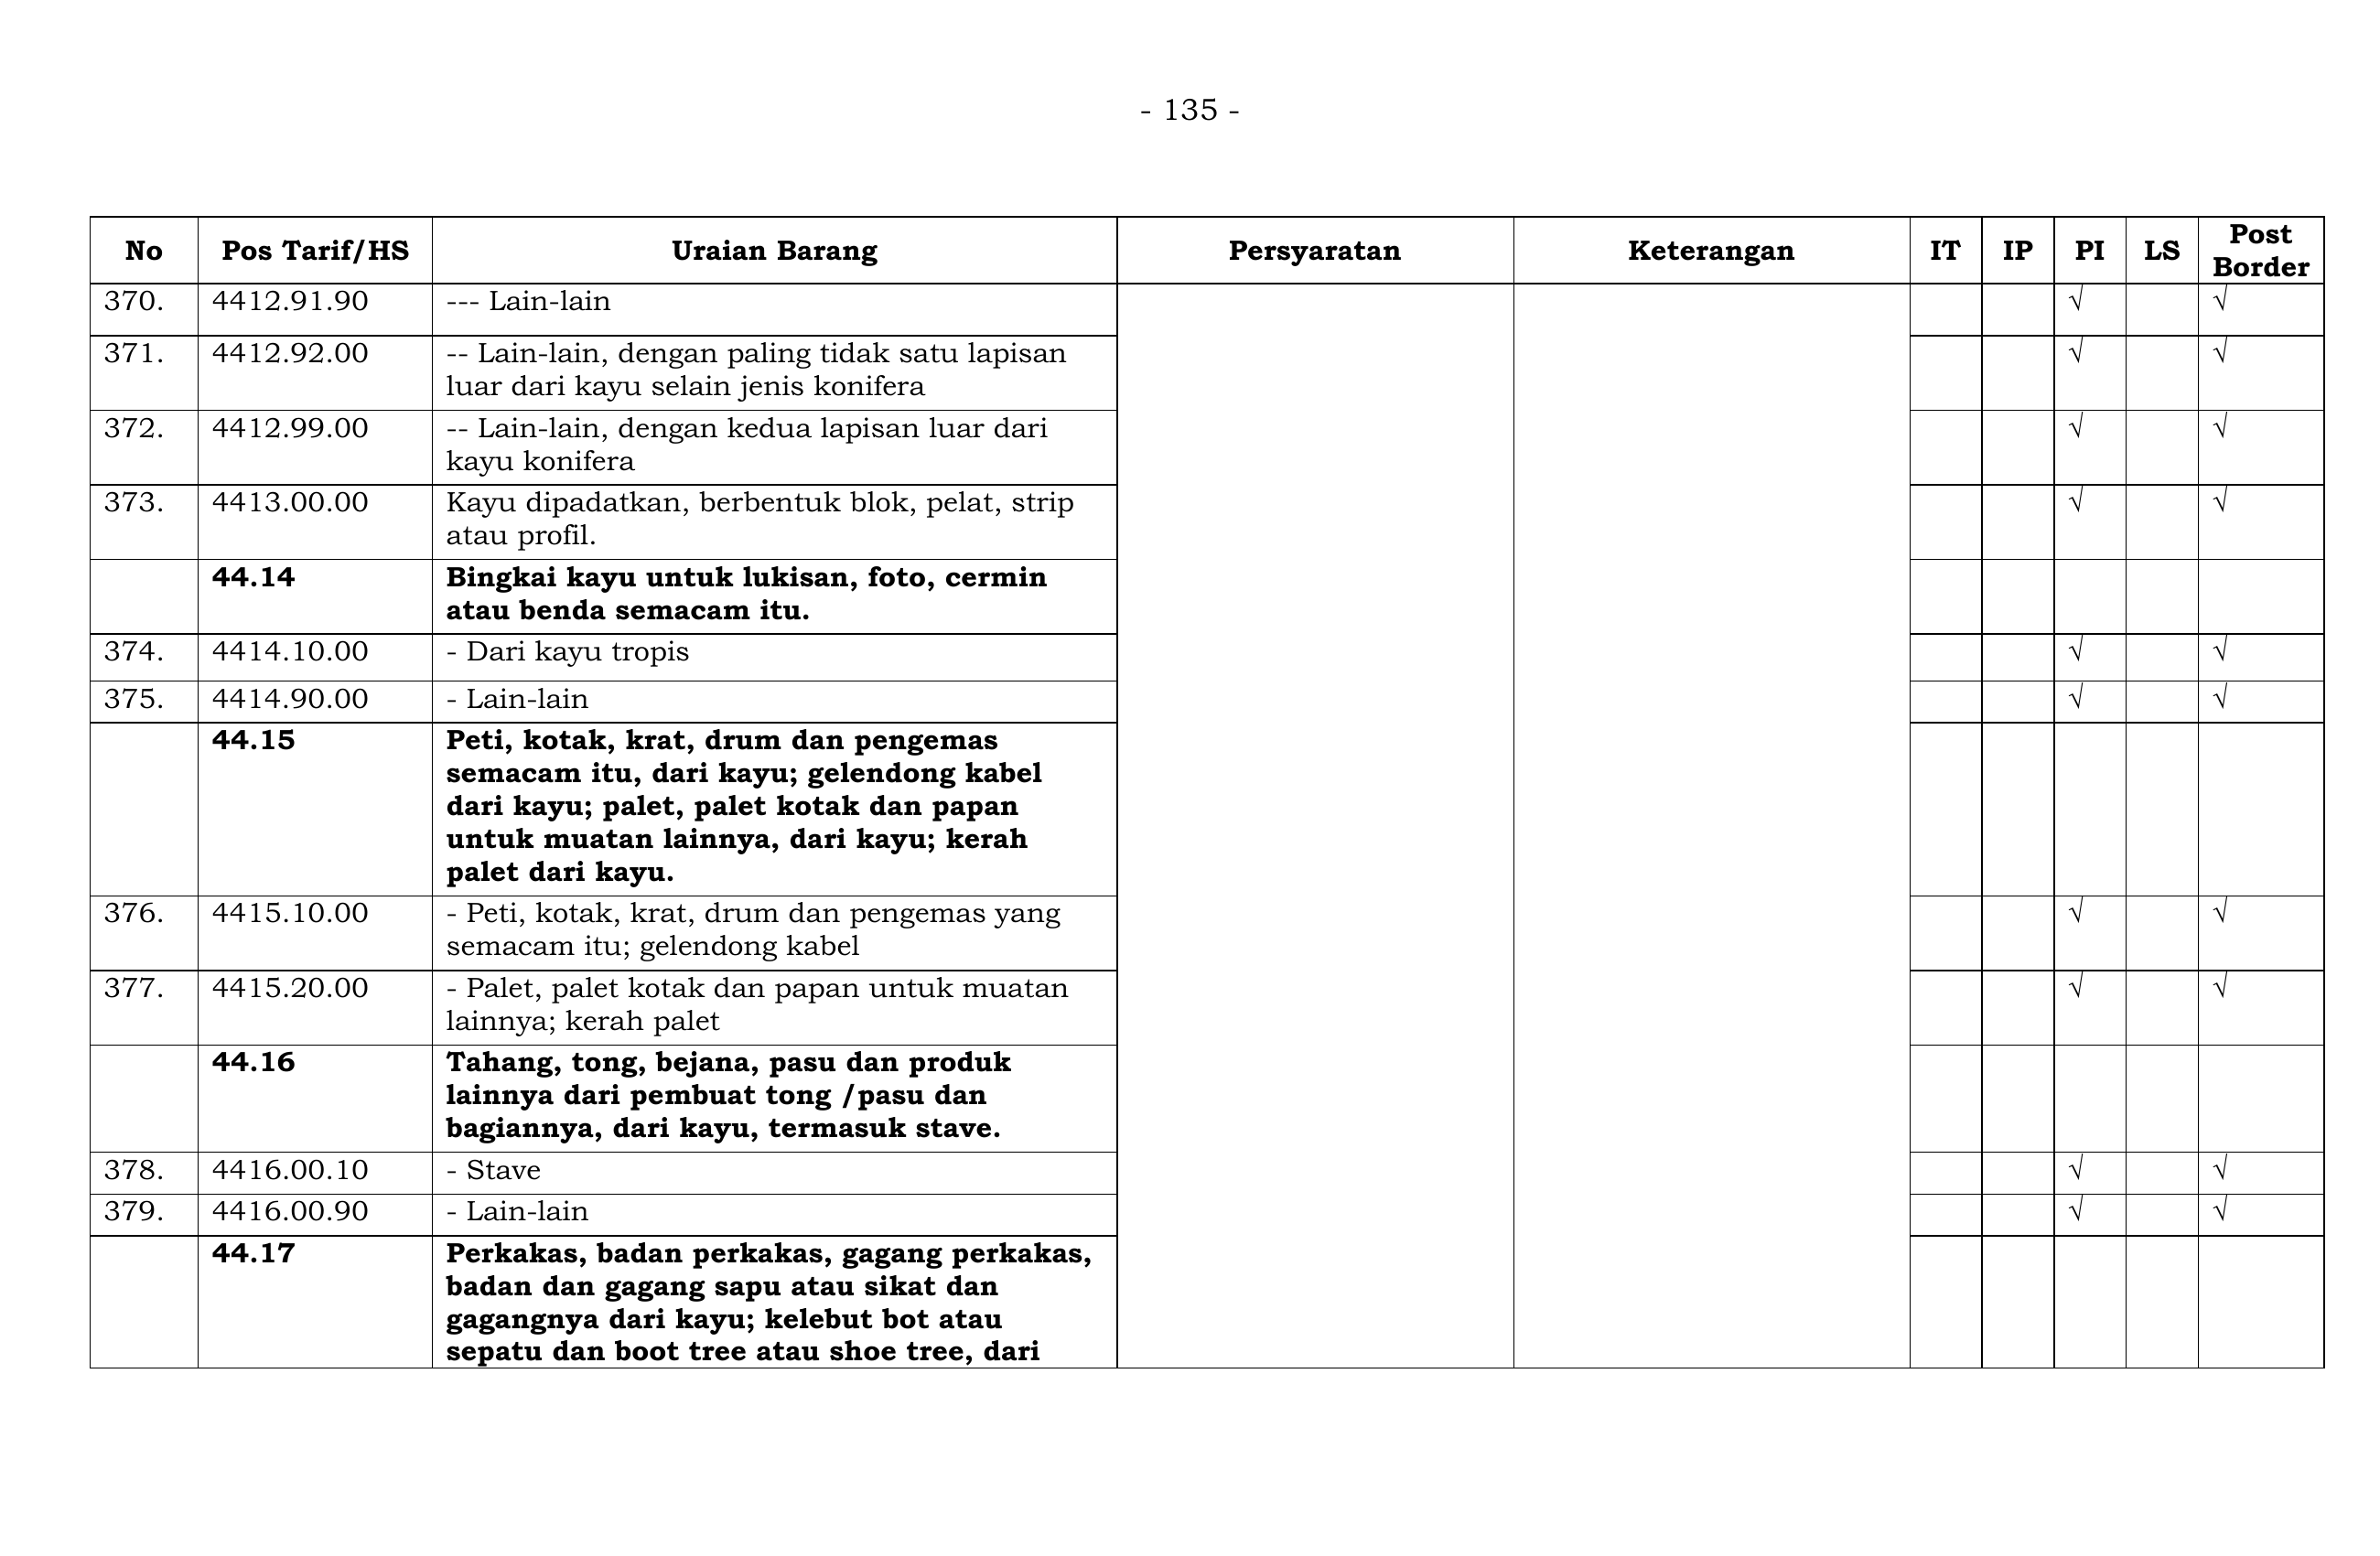 - 135 -
No Pos Tarif/HS Uraian Barang Persyaratan Keterangan IT IP PI LS Post Border
370. 4412.91.90 --- Lain-lain √ √
371. 4412.92.00 -- Lain-lain, dengan paling tidak satu lapisan √ √
luar dari kayu selain jenis konifera
372. 4412.99.00 -- Lain-lain, dengan kedua lapisan luar dari √ √
kayu konifera
373. 4413.00.00 Kayu dipadatkan, berbentuk blok, pelat, strip √ √
atau profil.
44.14 Bingkai kayu untuk lukisan, foto, cermin
atau benda semacam itu.
374. 4414.10.00 - Dari kayu tropis √ √
375. 4414.90.00 - Lain-lain √ √
44.15 Peti, kotak, krat, drum dan pengemas
semacam itu, dari kayu; gelendong kabel
dari kayu; palet, palet kotak dan papan
untuk muatan lainnya, dari kayu; kerah
palet dari kayu.
376. 4415.10.00 - Peti, kotak, krat, drum dan pengemas yang √ √
semacam itu; gelendong kabel
377. 4415.20.00 - Palet, palet kotak dan papan untuk muatan √ √
lainnya; kerah palet
44.16 Tahang, tong, bejana, pasu dan produk
lainnya dari pembuat tong /pasu dan
bagiannya, dari kayu, termasuk stave.
378. 4416.00.10 - Stave √ √
379. 4416.00.90 - Lain-lain √ √
44.17 Perkakas, badan perkakas, gagang perkakas,
badan dan gagang sapu atau sikat dan
gagangnya dari kayu; kelebut bot atau
sepatu dan boot tree atau shoe tree, dari